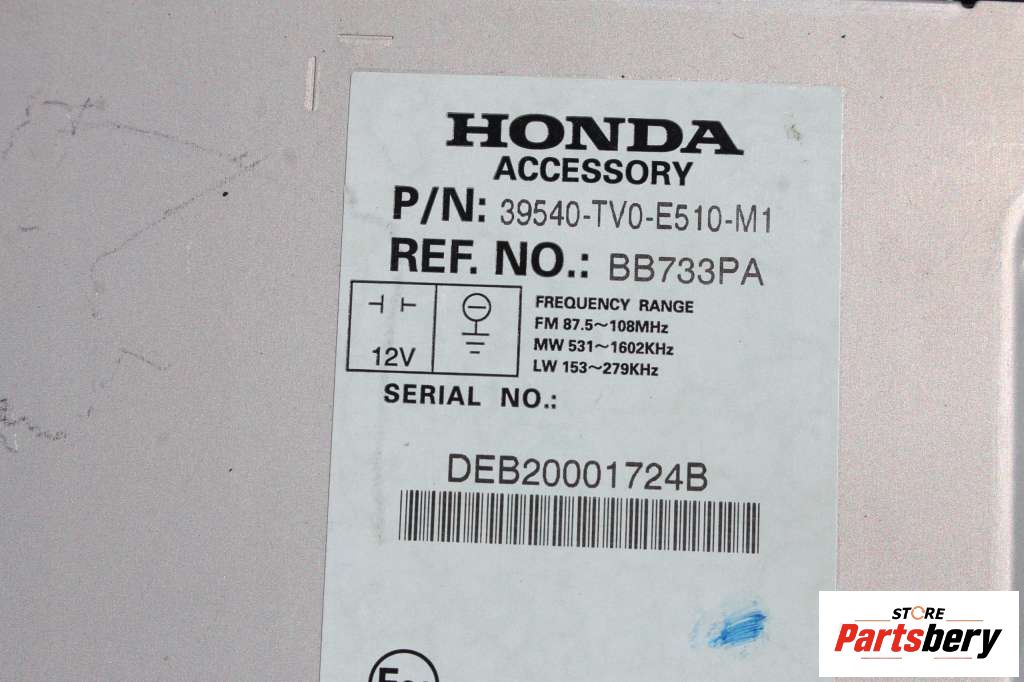 HONDA
ACCESSORY
P/N: 39540-TV0-E510-M1
REF. NO.: BB733PA
12V
FREQUENCY RANGE
FM 87.5~108MHz
MW 531~1602KHz
LW 153~279KHz
SERIAL NO.:
DEB20001724B
STORE
Partsbery